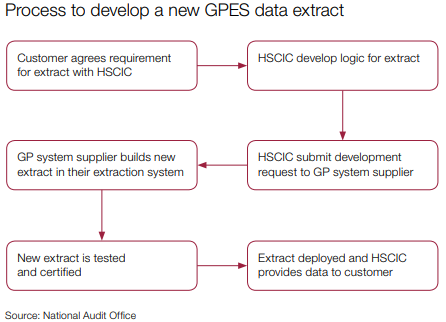 Process to develop a new GPES data extract
Customer agrees requirement
for extract with HSCIC
HSCIC develop logic for extract
HSCIC submit development
request to GP system supplier
GP system supplier builds new
extract in their extraction system
New extract is tested
and certified
Extract deployed and HSCIC
provides data to customer
Source: National Audit Office